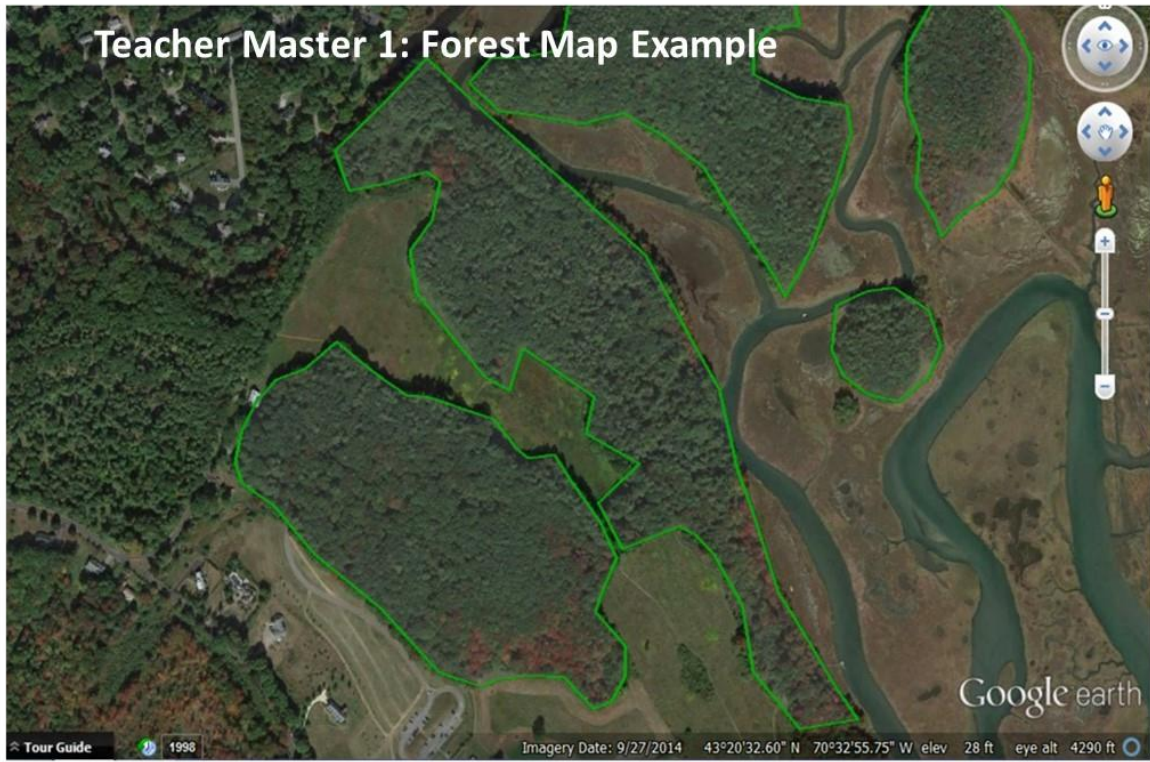 Teacher Master 1: Forest Map Example
Google earth
Tour Guide
1998
Imagery Date: 9/27/2014 43°20'32.60" N 70°32'55.75" W elev 28 ft eye alt 4290 ft